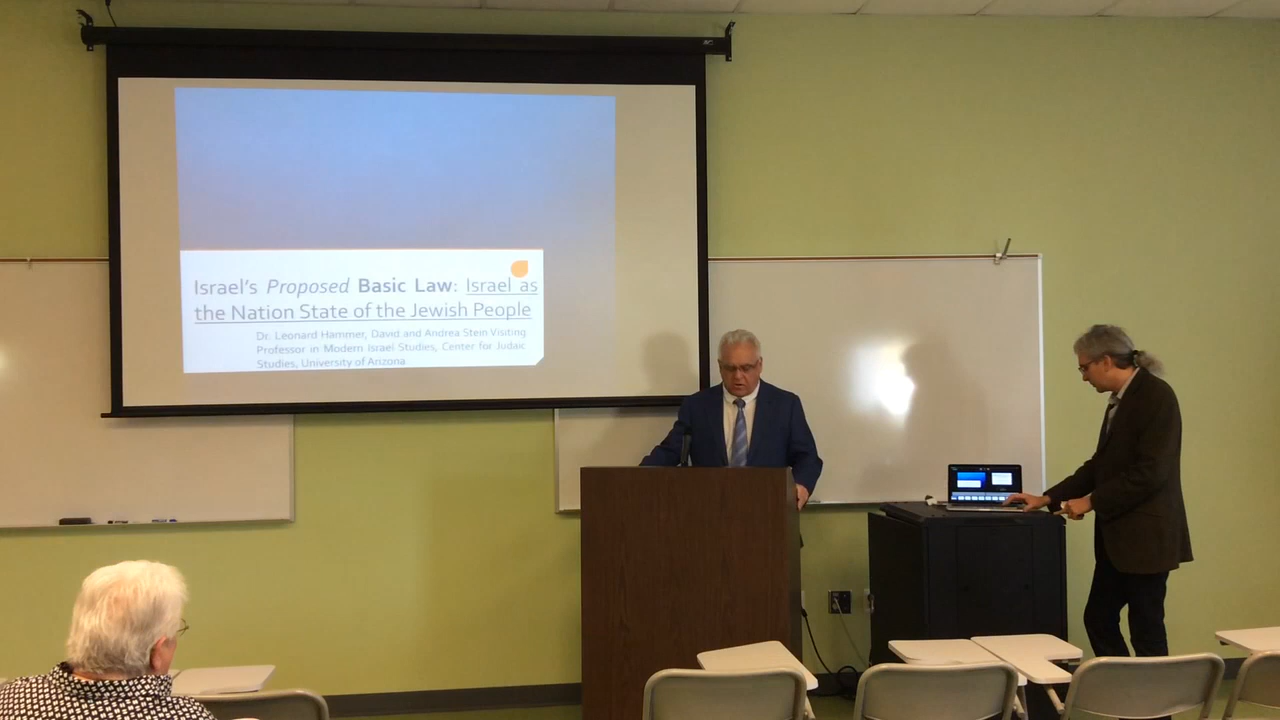 Israel's Proposed Basic Law: Israel as
the Nation State of the Jewish People
Dr. Leonard Hammer, David and Andrea Stein Visiting
Professor in Modern Israel Studies, Center for Judaic
Studies, University of Arizona